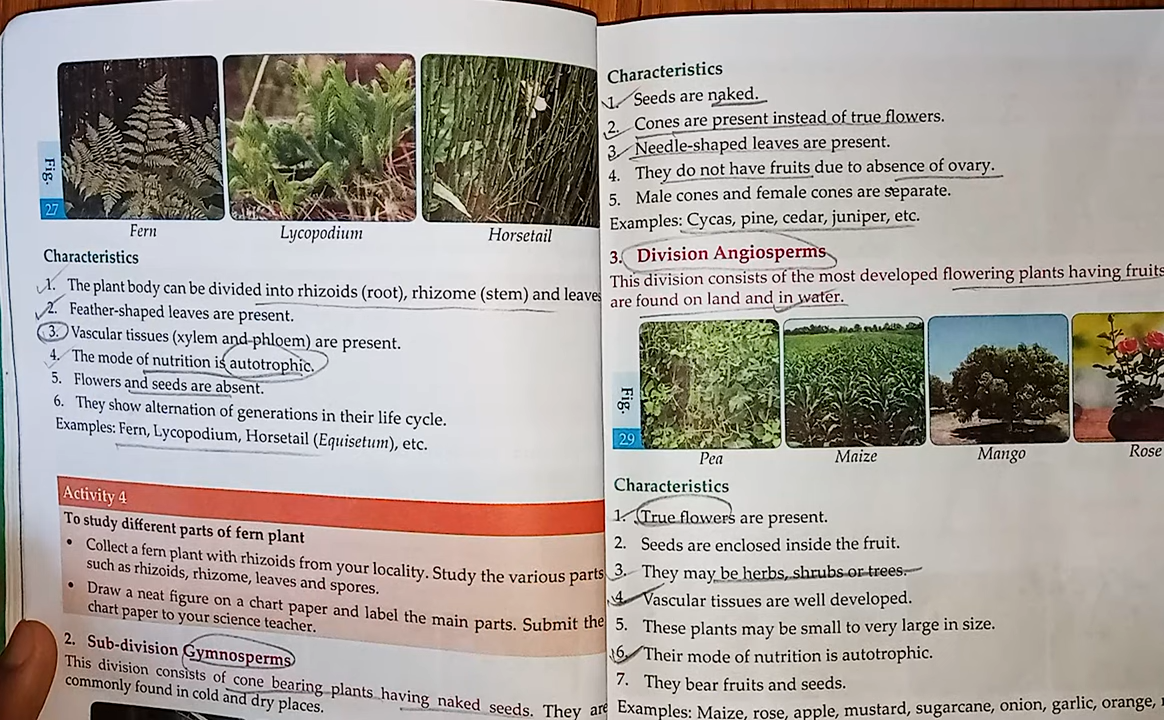 Fig.
27
Fern
Lycopodium
Horsetail
Characteristics
1. The plant body can be divided into rhizoids (root), rhizome (stem) and leaves
2. Feather-shaped leaves are present.
3. Vascular tissues (xylem and phloem) are present.
4. The mode of nutrition is autotrophic.
5. Flowers and seeds are absent.
6. They show alternation of generations in their life cycle.
Examples: Fern, Lycopodium, Horsetail (Equisetum), etc.
Activity 4
To study different parts of fern plant
• Collect a fern plant with rhizoids from your locality. Study the various parts
such as rhizoids, rhizome, leaves and spores.
• Draw a neat figure on a chart paper and label the main parts. Submit the
chart paper to your science teacher.
2. Sub-division Gymnosperms
This division consists of cone bearing plants having naked seeds. They are
commonly found in cold and dry places.
Characteristics
1. Seeds are naked.
2. Cones are present instead of true flowers.
3. Needle-shaped leaves are present.
4. They do not have fruits due to absence of ovary.
5. Male cones and female cones are separate.
Examples: Cycas, pine, cedar, juniper, etc.
3. Division Angiosperms
This division consists of the most developed flowering plants having fruits
are found on land and in water.
Fig.
29
Pea
Maize
Mango
Rose
Characteristics
1. True flowers are present.
2. Seeds are enclosed inside the fruit.
3. They may be herbs, shrubs or trees.
4. Vascular tissues are well developed.
5. These plants may be small to very large in size.
6. Their mode of nutrition is autotrophic.
7. They bear fruits and seeds.
Examples: Maize, rose, apple, mustard, sugarcane, onion, garlic, orange,